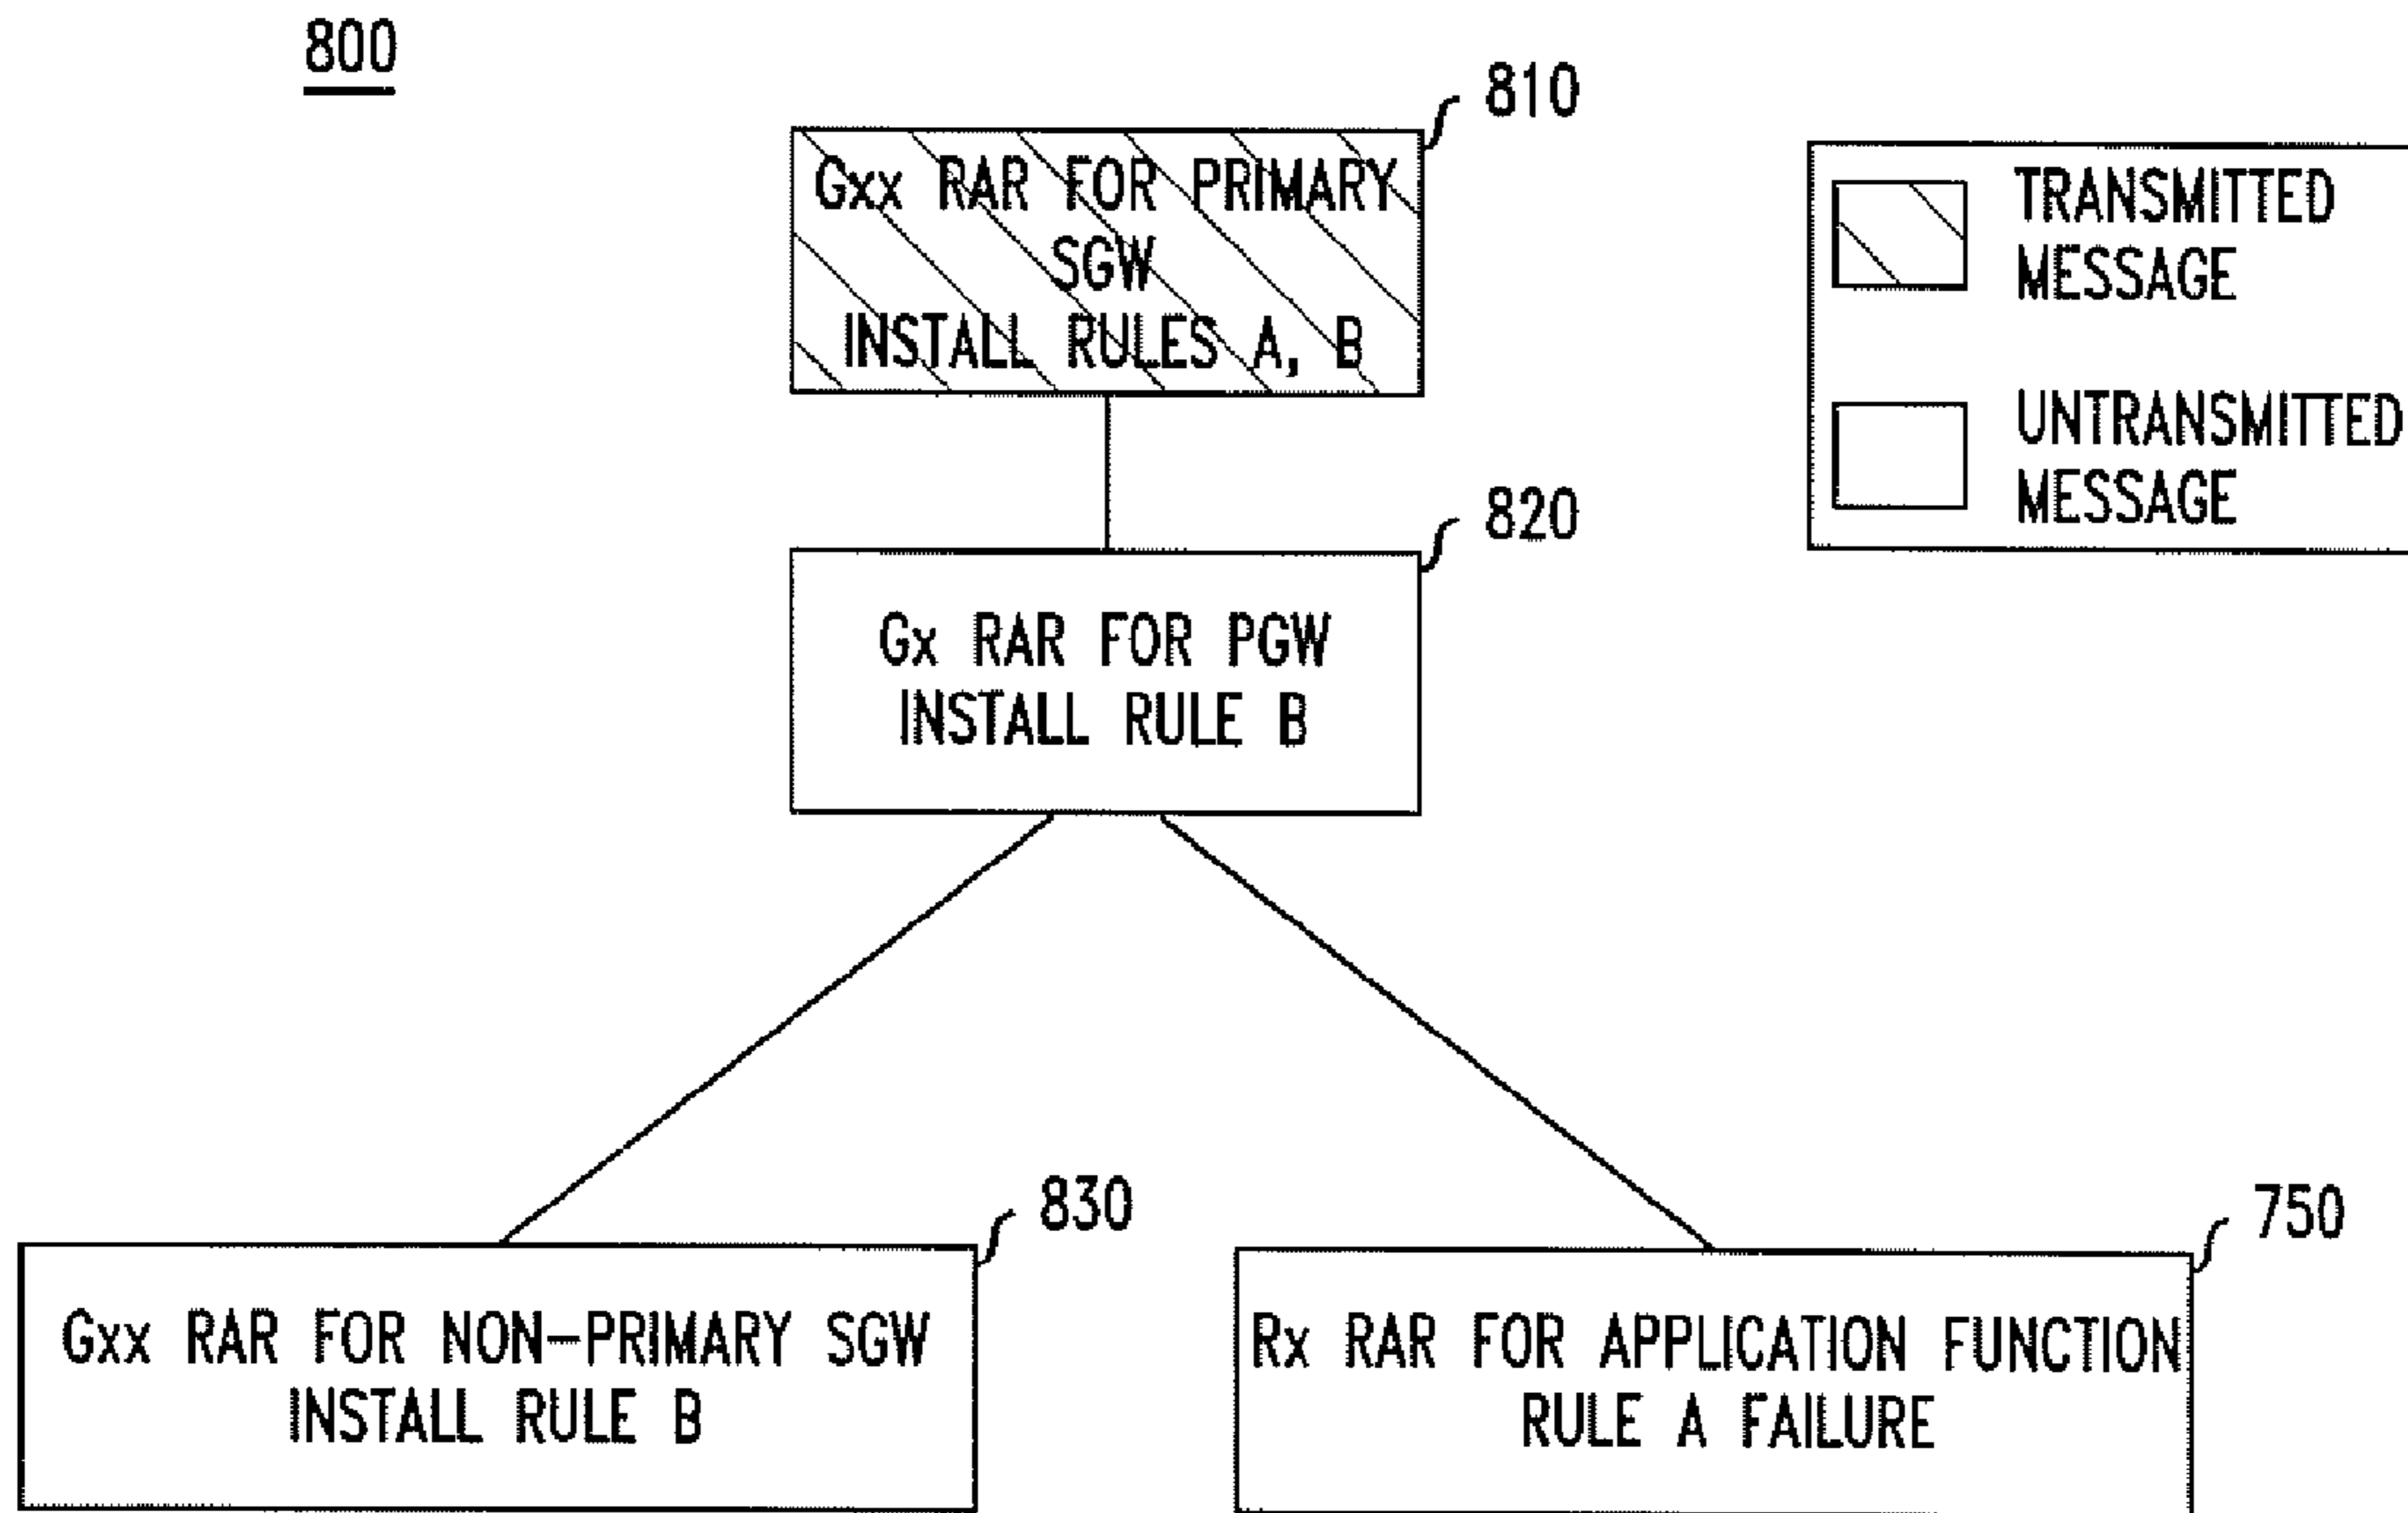 800
810
Gxx RAR FOR PRIMARY
SGW
INSTALL RULES A, B
TRANSMITTED
MESSAGE
UNTRANSMITTED
MESSAGE
820
Gx RAR FOR PGW
INSTALL RULE B
830
Gxx RAR FOR NON-PRIMARY SGW
INSTALL RULE B
750
Rx RAR FOR APPLICATION FUNCTION
RULE A FAILURE